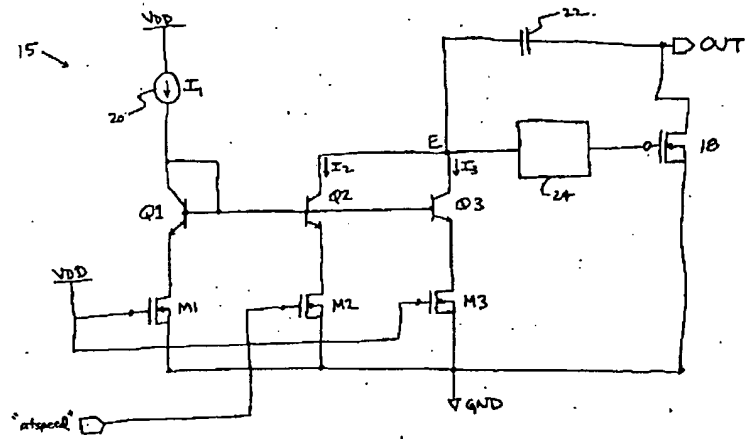 VDD
22
15
OUT
I1
20
E
I2
I3
18
24
Q1
Q2
Q3
VDD
M1
M2
M3
GND
"atspeed"